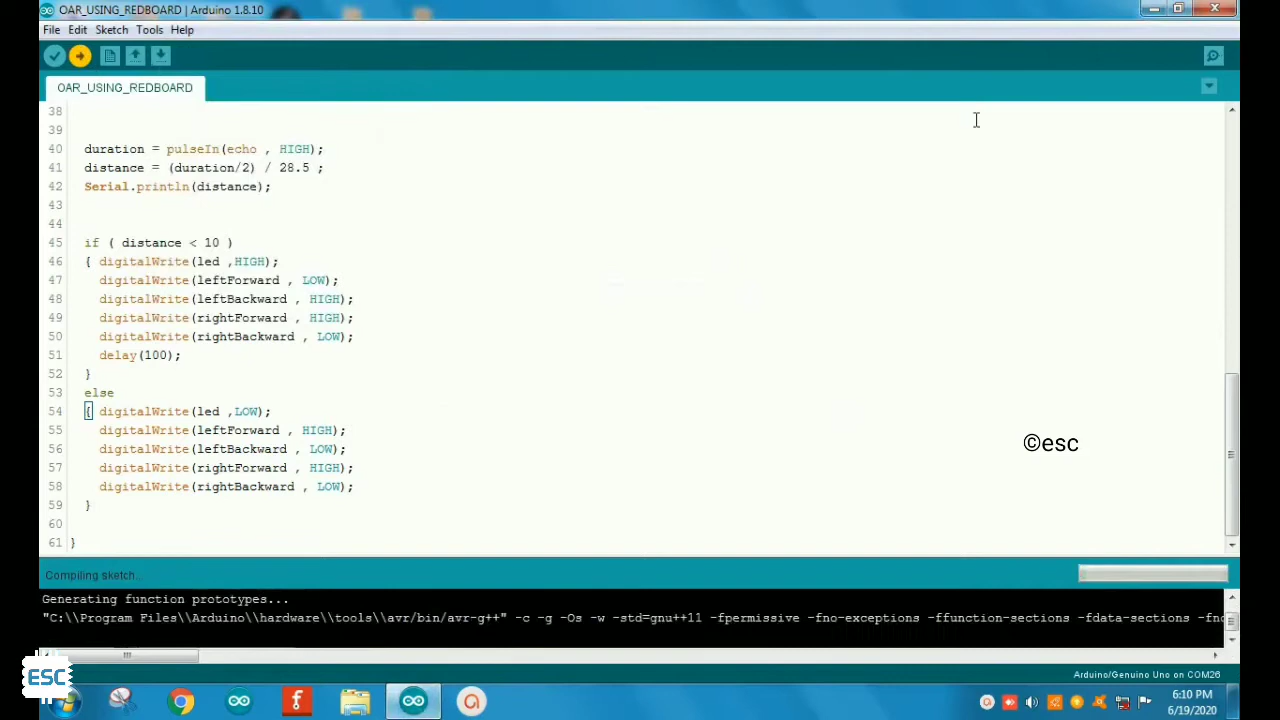 OAR_USING_REDBOARD | Arduino 1.8.10
File Edit Sketch Tools Help
OAR_USING_REDBOARD
38
39
40 duration = pulseIn(echo , HIGH);
41 distance = (duration/2) / 28.5 ;
42 Serial.println(distance);
43
44
45 if ( distance < 10 )
46 { digitalWrite(led ,HIGH);
47 digitalWrite(leftForward , LOW);
48 digitalWrite(leftBackward , HIGH);
49 digitalWrite(rightForward , HIGH);
50 digitalWrite(rightBackward , LOW);
51 delay(100);
52 }
53 else
54 { digitalWrite(led ,LOW);
55 digitalWrite(leftForward , HIGH);
56 digitalWrite(leftBackward , LOW);
57 digitalWrite(rightForward , HIGH);
58 digitalWrite(rightBackward , LOW);
59 }
60
61 }
©esc
Compiling sketch...
Generating function prototypes...
"C:\\Program Files\\Arduino\\hardware\\tools\\avr/bin/avr-g++" -c -g -Os -w -std=gnu++11 -fpermissive -fno-exceptions -ffunction-sections -fdata-sections -fno
Arduino/Genuino Uno on COM26
ESC
6:10 PM
6/19/2020